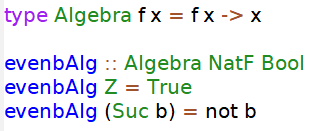 type Algebra f x = f x -> x
evenbAlg :: Algebra NatF Bool
evenbAlg Z = True
evenbAlg (Suc b) = not b